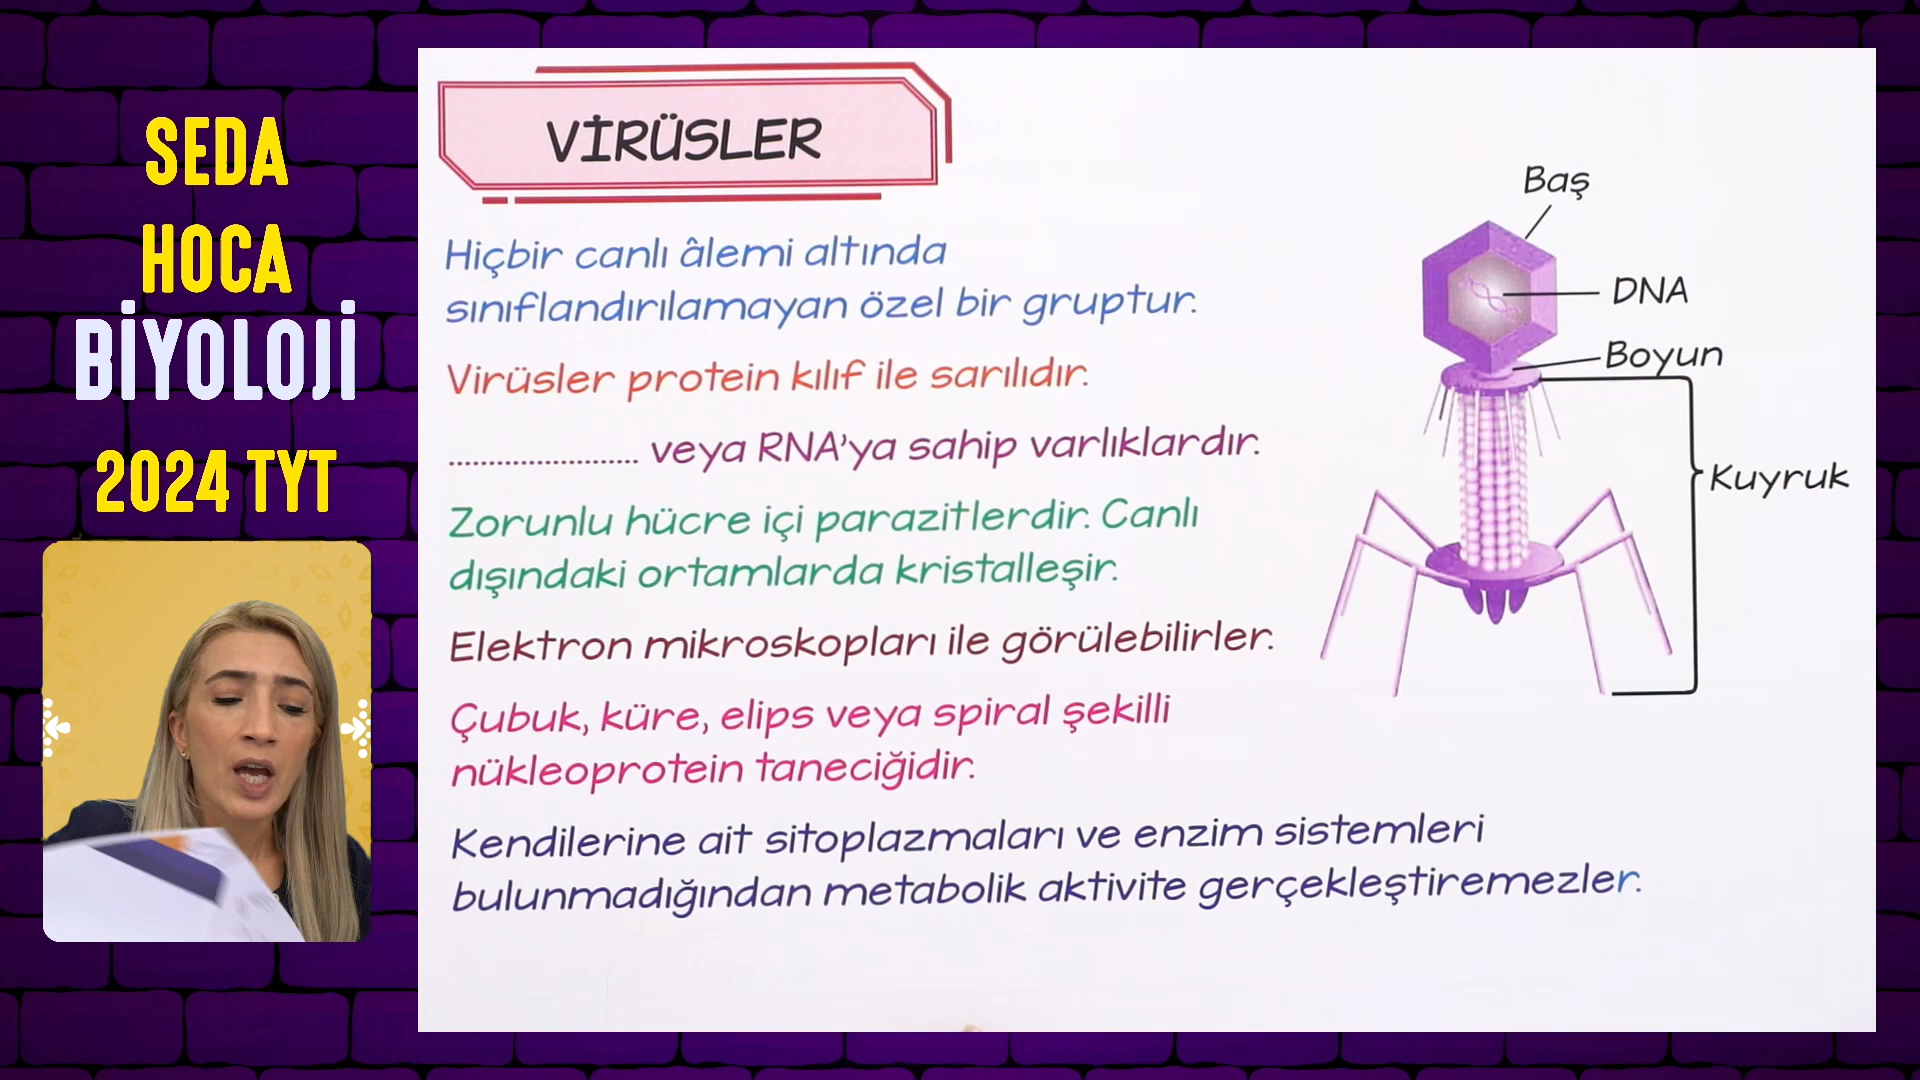 SEDA
HOCA
BİYOLOJİ
2024 TYT
VİRÜSLER
Hiçbir canlı âlemi altında
sınıflandırılamayan özel bir gruptur.
Virüsler protein kılıf ile sarılıdır.
........................ veya RNA'ya sahip varlıklardır.
Zorunlu hücre içi parazitlerdir. Canlı
dışındaki ortamlarda kristalleşir.
Elektron mikroskopları ile görülebilirler.
Çubuk, küre, elips veya spiral şekilli
nükleoprotein taneciğidir.
Kendilerine ait sitoplazmaları ve enzim sistemleri
bulunmadığından metabolik aktivite gerçekleştiremezler.
Baş
DNA
Boyun
Kuyruk